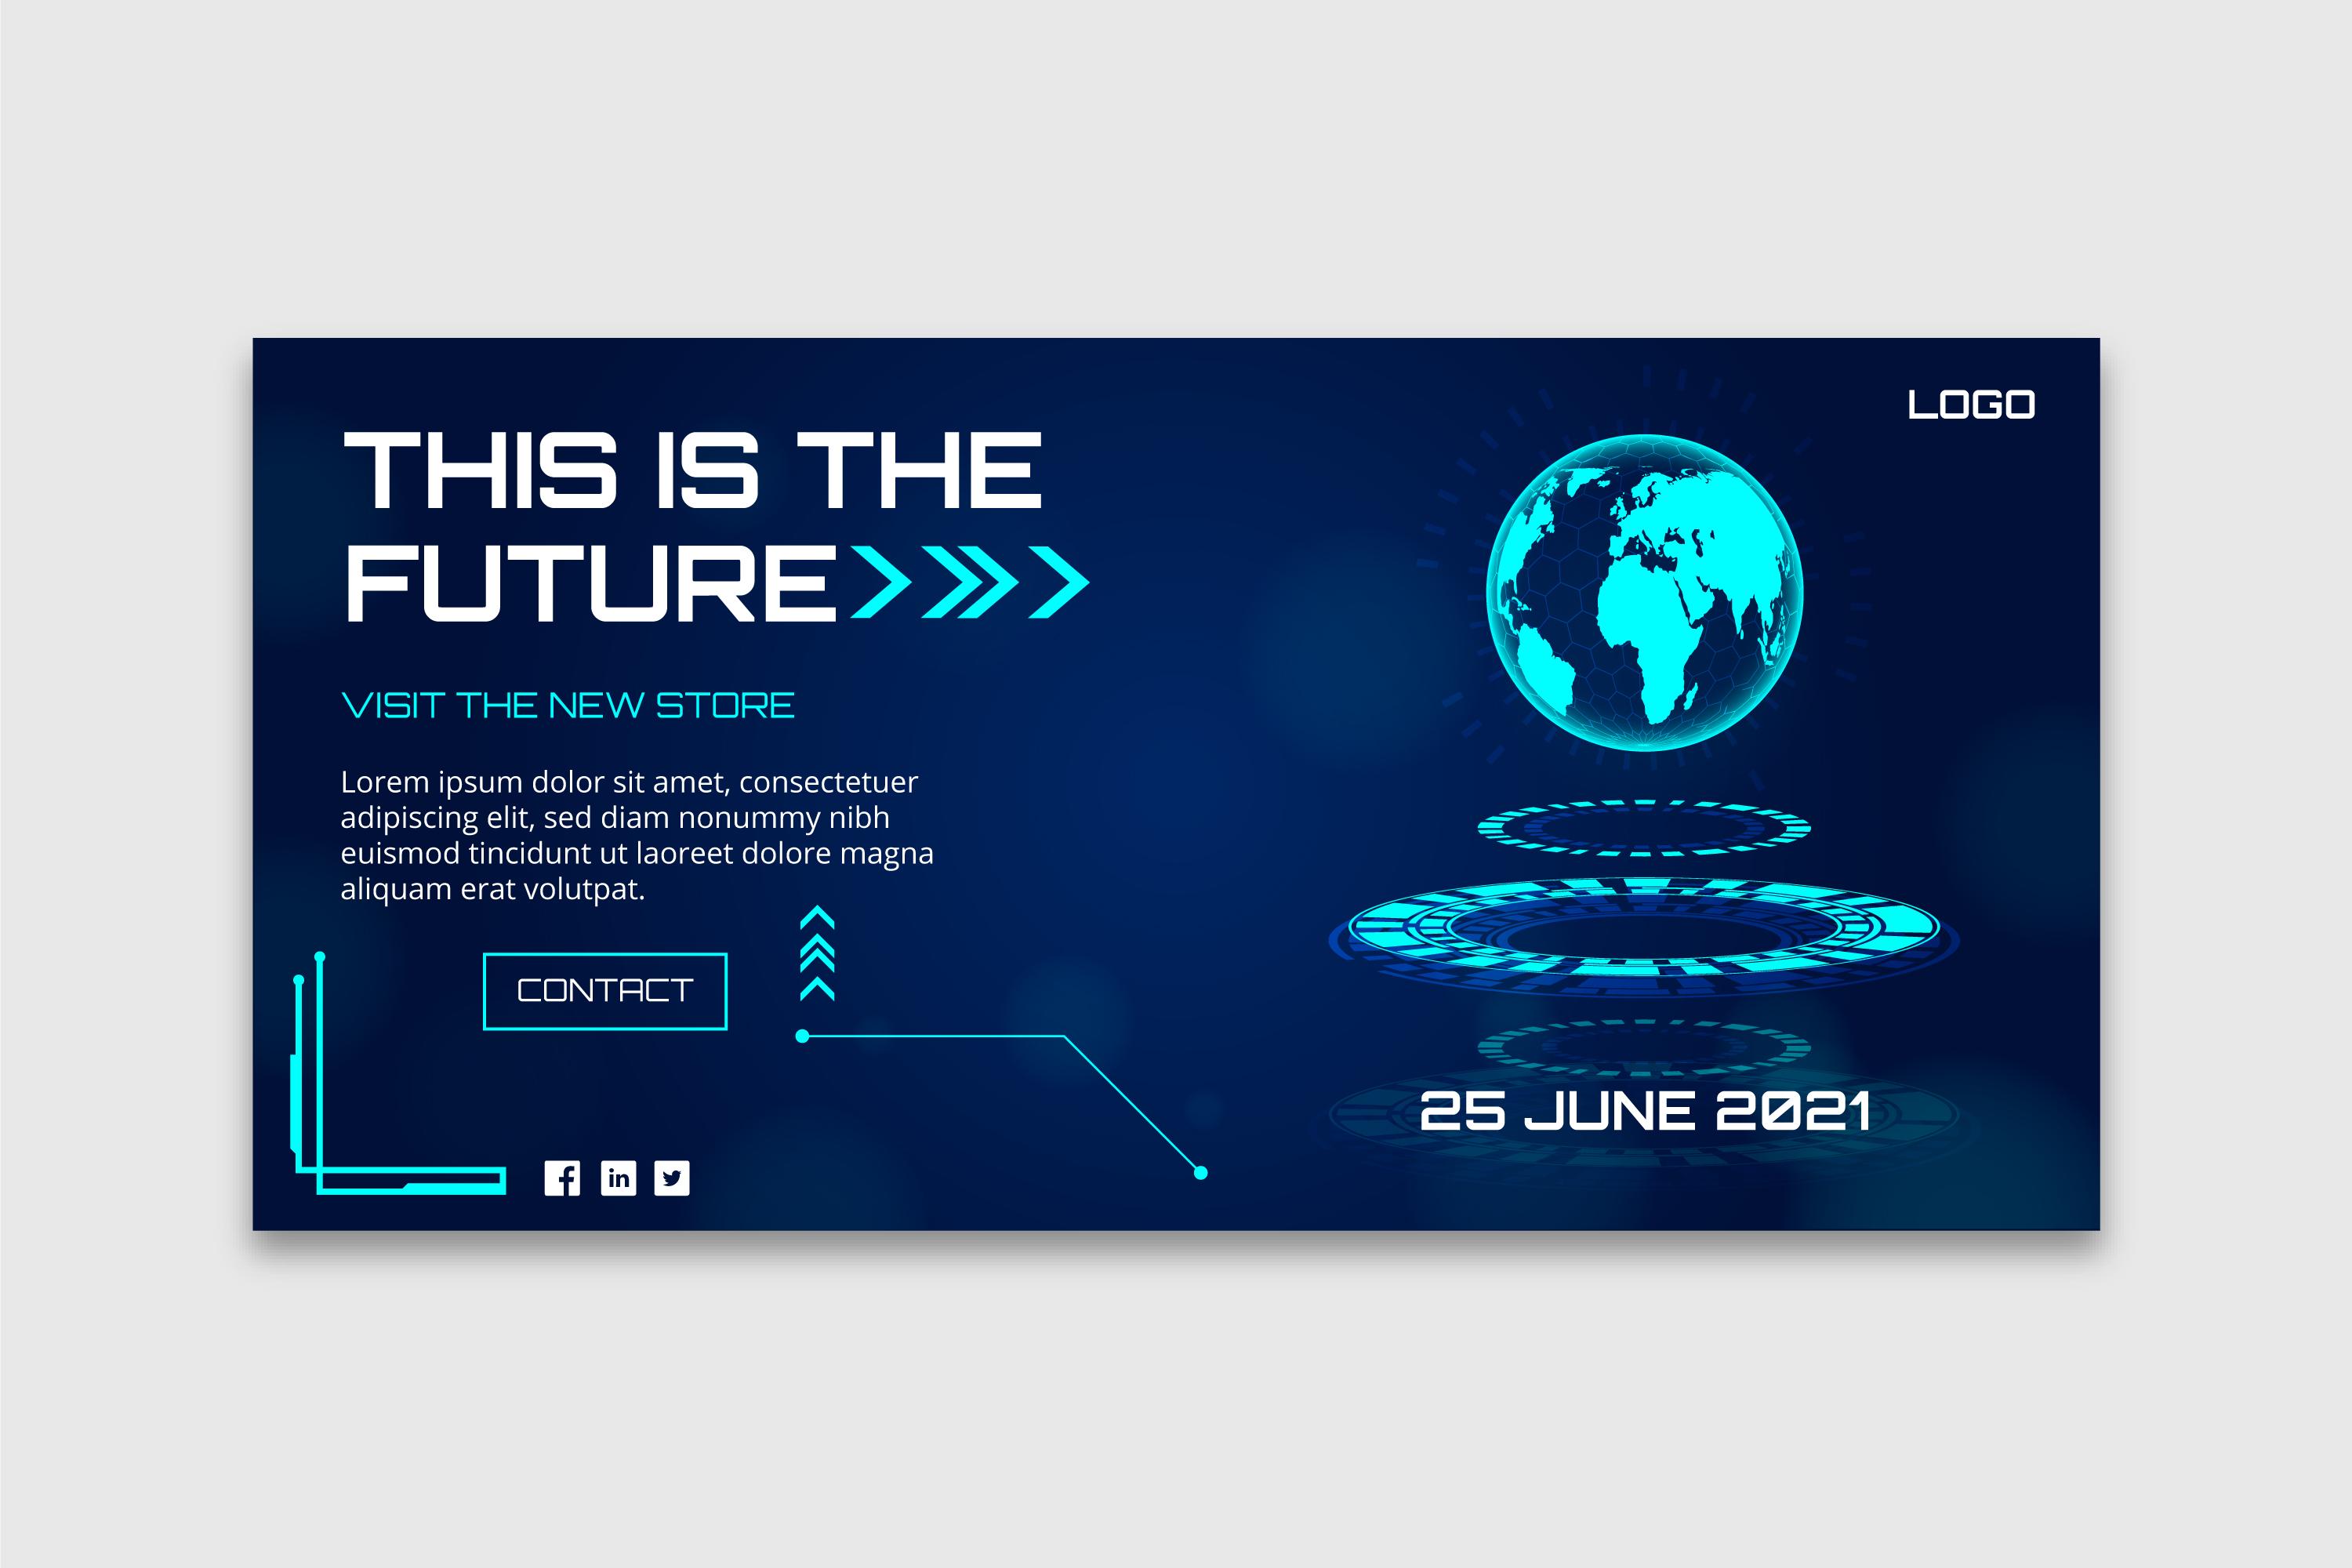 LOGO
THIS IS THE
FUTURE
VISIT THE NEW STORE
Lorem ipsum dolor sit amet, consectetuer
adipiscing elit, sed diam nonummy nibh
euismod tincidunt ut laoreet dolore magna
aliquam erat volutpat.
CONTACT
25 JUNE 2021